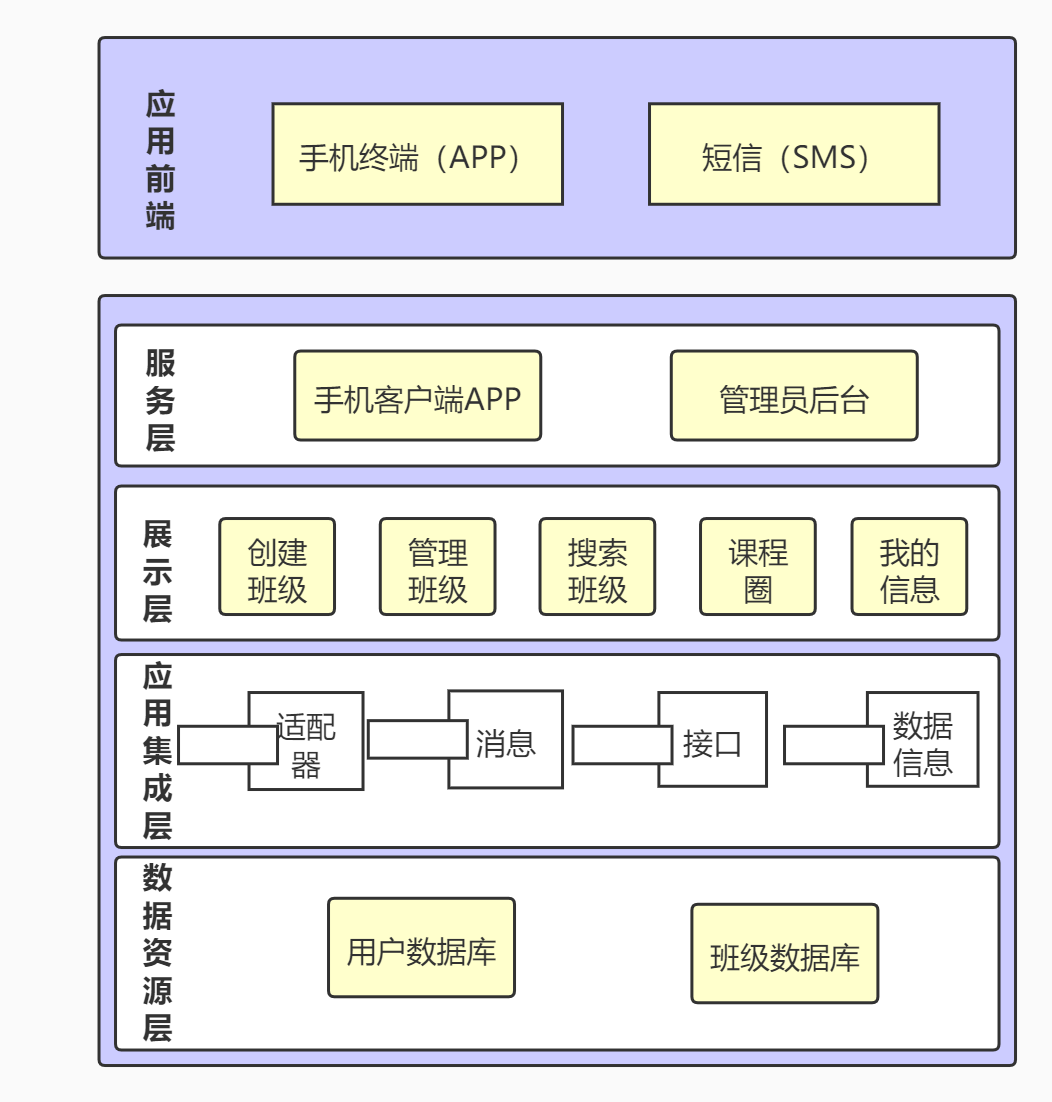 应用前端
手机终端（APP）
短信（SMS）
服务层
手机客户端APP
管理员后台
展示层
创建
班级
管理
班级
搜索
班级
课程
圈
我的
信息
应用集成层
适配
器
消息
接口
数据
信息
数据资源层
用户数据库
班级数据库